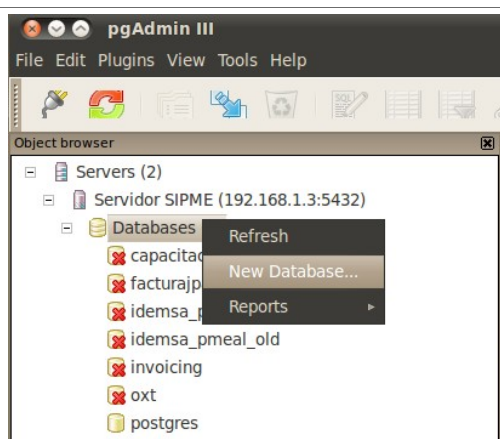 pgAdmin III
File Edit Plugins View Tools Help
SQL
Object browser
Servers (2)
Servidor SIPME (192.168.1.3:5432)
Databases
Refresh
New Database...
Reports
idemsa_pmeal_old
invoicing
oxt
postgres